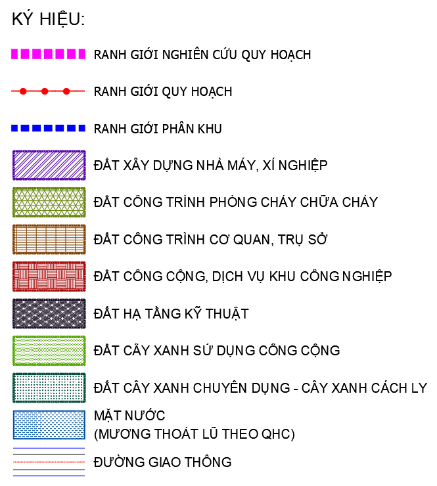 KÝ HIỆU:
RANH GIỚI NGHIÊN CỨU QUY HOẠCH
RANH GIỚI QUY HOẠCH
RANH GIỚI PHÂN KHU
ĐẤT XÂY DỰNG NHÀ MÁY, XÍ NGHIỆP
ĐẤT CÔNG TRÌNH PHÒNG CHÁY CHỮA CHÁY
ĐẤT CÔNG TRÌNH CƠ QUAN, TRỤ SỞ
ĐẤT CÔNG CỘNG, DỊCH VỤ KHU CÔNG NGHIỆP
ĐẤT HẠ TẦNG KỸ THUẬT
ĐẤT CÂY XANH SỬ DỤNG CÔNG CỘNG
ĐẤT CÂY XANH CHUYÊN DỤNG - CÂY XANH CÁCH LY
MẶT NƯỚC
(MƯƠNG THOÁT LŨ THEO QHC)
ĐƯỜNG GIAO THÔNG